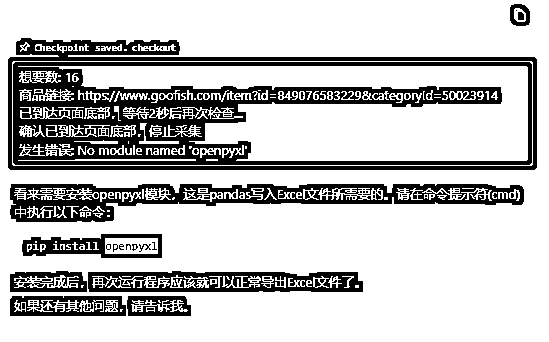 Checkpoint saved. checkout
想要数: 16
商品链接: https://www.goofish.com/item?id=849076583229&categoryId=50023914
已到达页面底部，等待2秒后再次检查...
确认已到达页面底部，停止采集
发生错误: No module named 'openpyxl'
看来需要安装openpyxl模块，这是pandas写入Excel文件所需要的。请在命令提示符(cmd)
中执行以下命令：
pip install openpyxl
安装完成后，再次运行程序应该就可以正常导出Excel文件了。
如果还有其他问题，请告诉我。